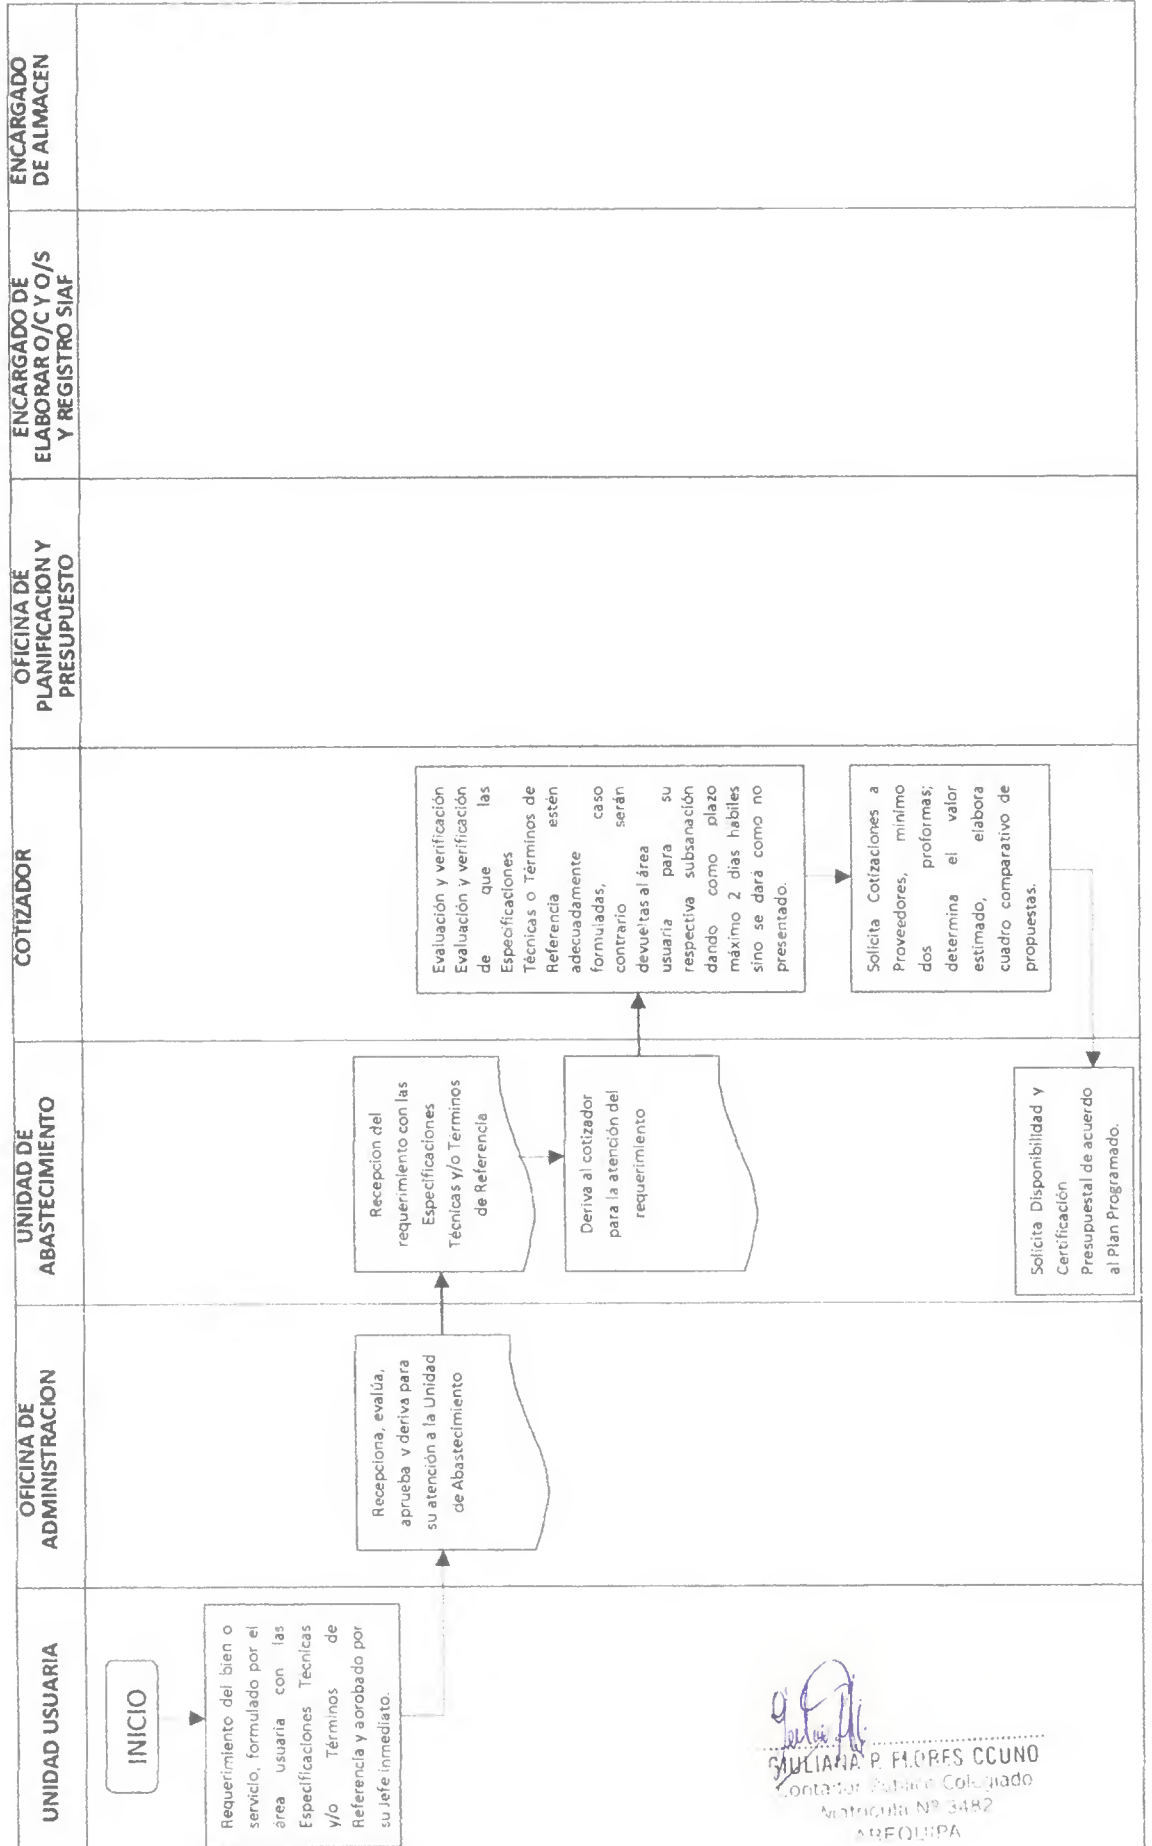 UNIDAD USUARIA
OFICINA DE
ADMINISTRACION
UNIDAD DE
ABASTECIMIENTO
COTIZADOR
OFICINA DE
PLANIFICACION Y
PRESUPUESTO
ENCARGADO DE
ELABORAR O/C Y O/S
Y REGISTRO SIAF
ENCARGADO
DE ALMACEN
INICIO
Requerimiento del bien o
servicio, formulado por el
área usuaria con las
Especificaciones Técnicas
y/o Términos de
Referencia y aprobado por
su Jefe inmediato.
Recepciona, evalúa,
aprueba y deriva para
su atención a la Unidad
de Abastecimiento
Recepcion del
requerimiento con las
Especificaciones
Técnicas y/o Términos
de Referencia
Deriva al cotizador
para la atención del
requerimiento
Evaluación y verificación
Evaluación y verificación
de que las
Especificaciones
Técnicas o Términos de
Referencia estén
adecuadamente
formuladas, caso
contrario serán
devueltas al área
usuaria para su
respectiva subsanación
dando como plazo
máximo 2 dias habiles
sino se dará como no
presentado.
Solicita Cotizaciones a
Proveedores, minimo
dos proformas;
determina el valor
estimado, elabora
cuadro comparativo de
propuestas.
Solicita Disponibilidad y
Certificación
Presupuestal de acuerdo
al Plan Programado.
GIULIANA P. FLORES CCUNO
Contador Público Colegiado
Matrícula Nº 3482
AREQUIPA